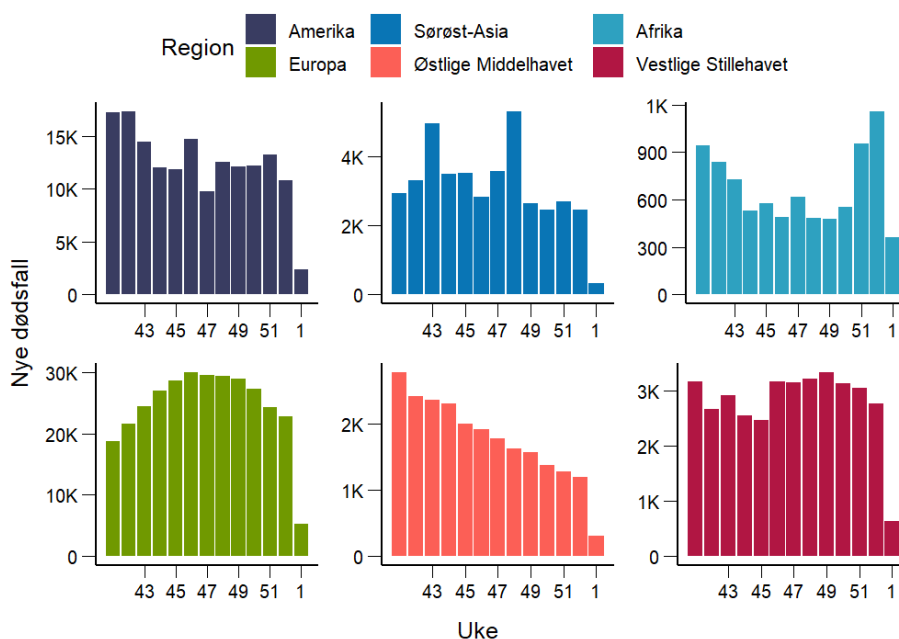 Region
Amerika
Sørøst-Asia
Afrika
Europa
Østlige Middelhavet
Vestlige Stillehavet
Nye dødsfall
15K
10K
5K
0
43 45 47 49 51 1
4K
2K
0
43 45 47 49 51 1
1K
900
600
300
0
43 45 47 49 51 1
30K
20K
10K
0
43 45 47 49 51 1
2K
1K
0
43 45 47 49 51 1
3K
2K
1K
0
43 45 47 49 51 1
Uke